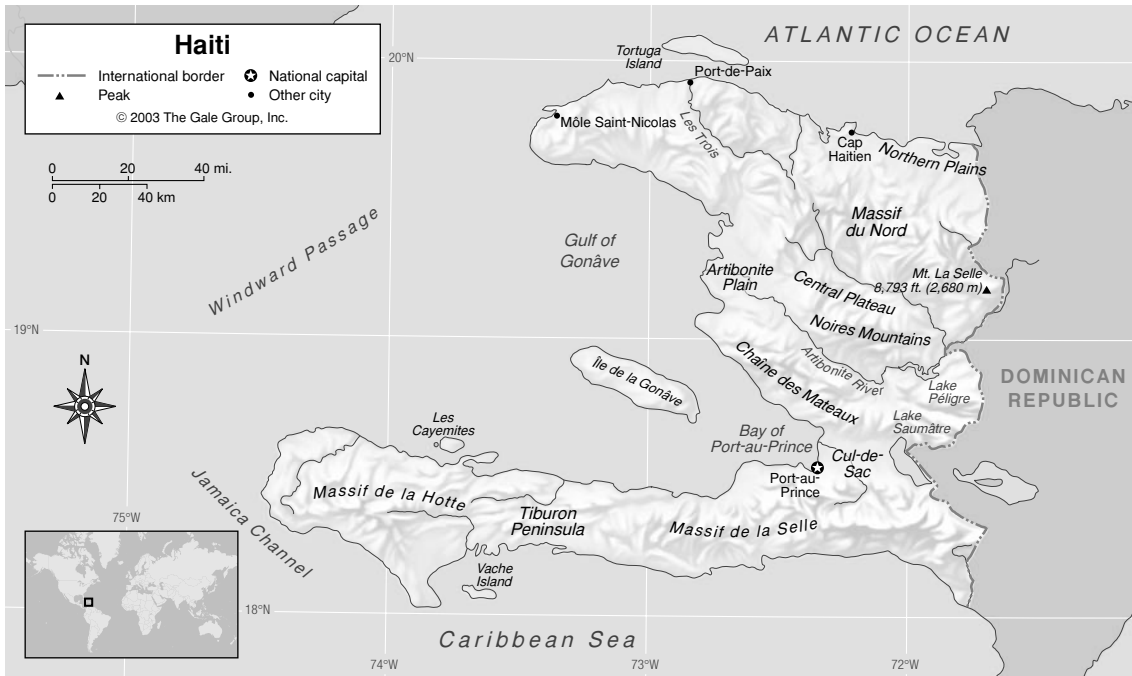 Haiti
International border
National capital
Peak
Other city
© 2003 The Gale Group, Inc.
0 20 40 mi.
0 20 40 km
ATLANTIC OCEAN
20°N
Tortuga
Island
Port-de-Paix
Môle Saint-Nicolas
Les Trois
Cap
Haitien
Northern Plains
Massif
du Nord
Windward Passage
Gulf of
Gonâve
Mt. La Selle
8,793 ft. (2,680 m)
Artibonite
Plain
Central Plateau
Noires Mountains
19°N
N
Chaîne des Mateaux
Artibonite River
Île de la Gonâve
Lake
Péligre
DOMINICAN
REPUBLIC
Lake
Saumâtre
Les
Cayemites
Bay of
Port-au-Prince
Cul-de-
Sac
Port-au-
Prince
Jamaica Channel
Massif de la Hotte
Tiburon
Peninsula
Massif de la Selle
75°W
Vache
Island
18°N
Caribbean Sea
74°W
73°W
72°W